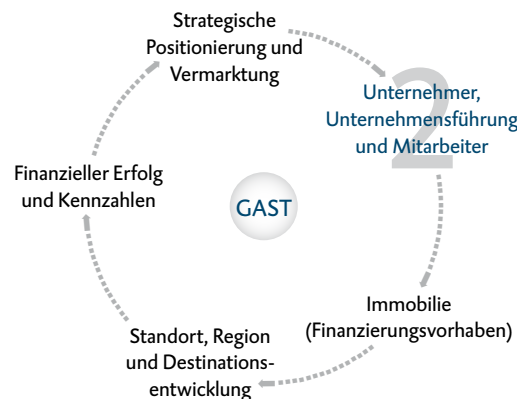 Strategische
Positionierung und
Vermarktung
2
Unternehmer,
Unternehmensführung
und Mitarbeiter
Finanzieller Erfolg
und Kennzahlen
GAST
Immobilie
(Finanzierungsvorhaben)
Standort, Region
und Destinations-
entwicklung